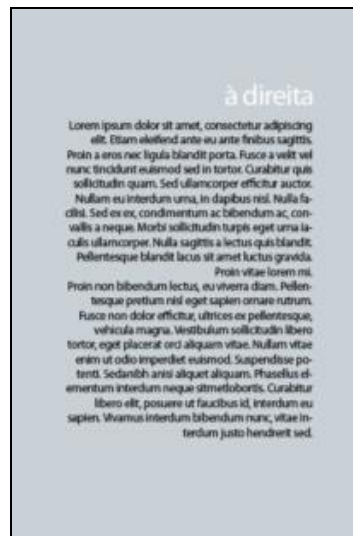 à direita
Lorem ipsum dolor sit amet, consectetur adipiscing
elit. Etiam eleifend ante eu ante finibus sagittis.
Proin a eros nec ligula blandit porta. Fusce a velit vel
nunc tincidunt euismod sed in tortor. Curabitur quis
sollicitudin quam. Sed ullamcorper efficitur auctor.
Nullam eu interdum urna, in dapibus nisl. Nulla fa-
cilisi. Sed ex ex, condimentum ac bibendum ac, con-
vallis a neque. Morbi sollicitudin turpis eget urna ia-
culis ullamcorper. Nulla sagittis a lectus quis blandit.
Pellentesque blandit lacus sit amet luctus gravida.
Proin vitae lorem mi.
Proin non bibendum lectus, eu viverra diam. Pellen-
tesque pretium nisl eget sapien ornare rutrum.
Fusce non dolor efficitur, ultrices ex pellentesque,
vehicula magna. Vestibulum sollicitudin libero
tortor, eget placerat orci aliquam vitae. Nullam vitae
enim ut odio imperdiet euismod. Suspendisse po-
tenti. Sedanibh anisi aliquet aliquam. Phasellus el-
ementum interdum neque sitmetlobortis. Curabitur
libero elit, posuere ut faucibus id, interdum eu
sapien. Vivamus interdum bibendum nunc, vitae in-
terdum justo hendrerit sed.